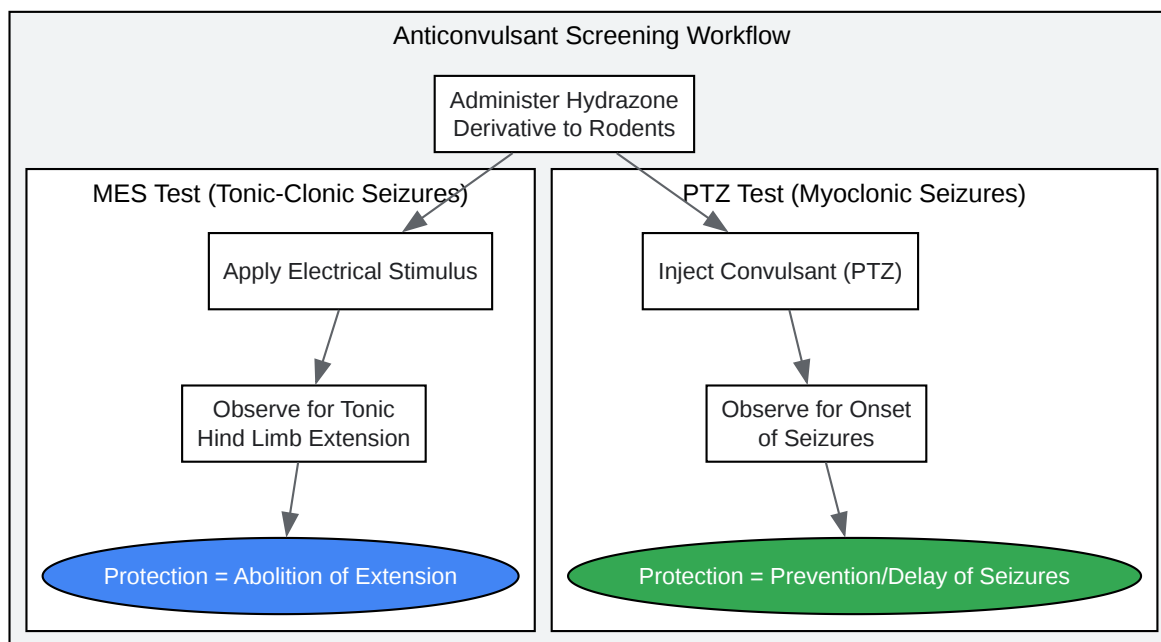 Anticonvulsant Screening Workflow
Administer Hydrazone
Derivative to Rodents
MES Test (Tonic-Clonic Seizures)
Apply Electrical Stimulus
Observe for Tonic
Hind Limb Extension
Protection = Abolition of Extension
PTZ Test (Myoclonic Seizures)
Inject Convulsant (PTZ)
Observe for Onset
of Seizures
Protection = Prevention/Delay of Seizures